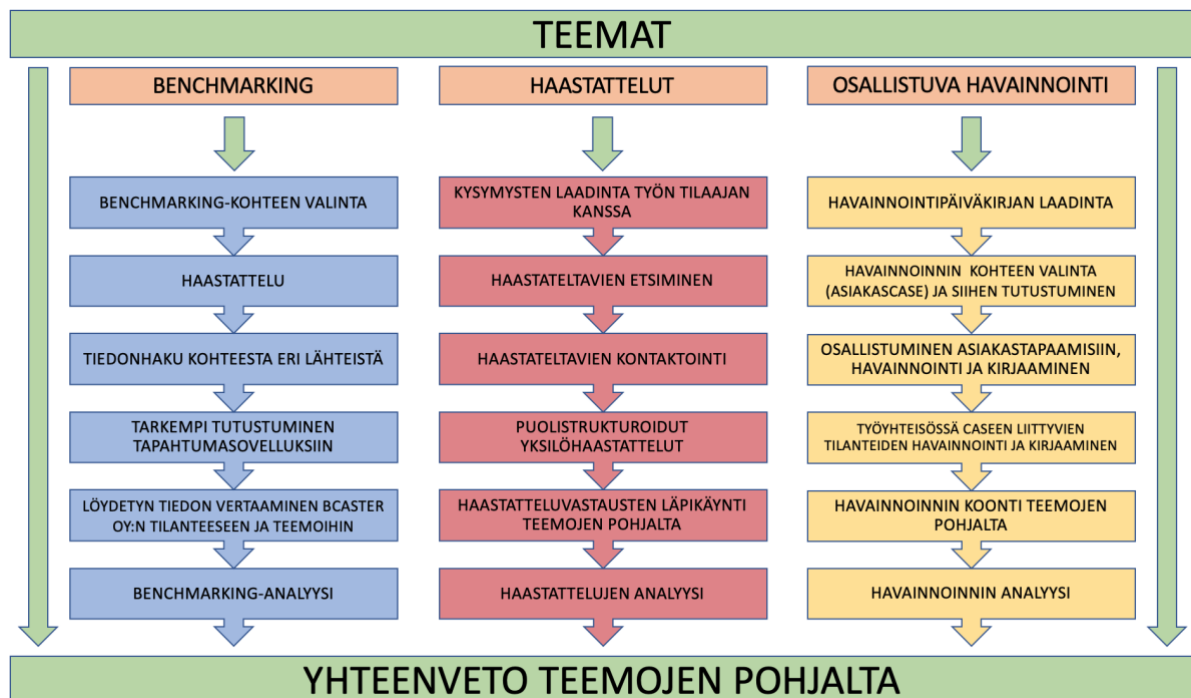 TEEMAT
BENCHMARKING
BENCHMARKING-KOHTEEN VALINTA
HAASTATTELU
TIEDONHAKU KOHTEESTA ERI LÄHTEISTÄ
TARKEMPI TUTUSTUMINEN
TAPAHTUMASOVELLUKSIIN
LÖYDETYN TIEDON VERTAAMINEN BCASTER
OY:N TILANTEESEEN JA TEEMOIHIN
BENCHMARKING-ANALYYSI
HAASTATTELUT
KYSYMYSTEN LAADINTA TYÖN TILAAJAN
KANSSA
HAASTATELTAVIEN ETSIMINEN
HAASTATELTAVIEN KONTAKTOINTI
PUOLISTRUKTUROIDUT
YKSILÖHAASTATTELUT
HAASTATTELUVASTAUSTEN LÄPIKÄYNTI
TEEMOJEN POHJALTA
HAASTATTELUJEN ANALYYSI
OSALLISTUVA HAVAINNOINTI
HAVAINNOINTIPÄIVÄKIRJAN LAADINTA
HAVAINNOINNIN KOHTEEN VALINTA
(ASIAKASCASE) JA SIIHEN TUTUSTUMINEN
OSALLISTUMINEN ASIAKASTAPAAMISIIN,
HAVAINNOINTI JA KIRJAAMINEN
TYÖYHTEISÖSSÄ CASEEN LIITTYVIEN
TILANTEIDEN HAVAINNOINTI JA KIRJAAMINEN
HAVAINNOINNIN KOONTI TEEMOJEN
POHJALTA
HAVAINNOINNIN ANALYYSI
YHTEENVETO TEEMOJEN POHJALTA